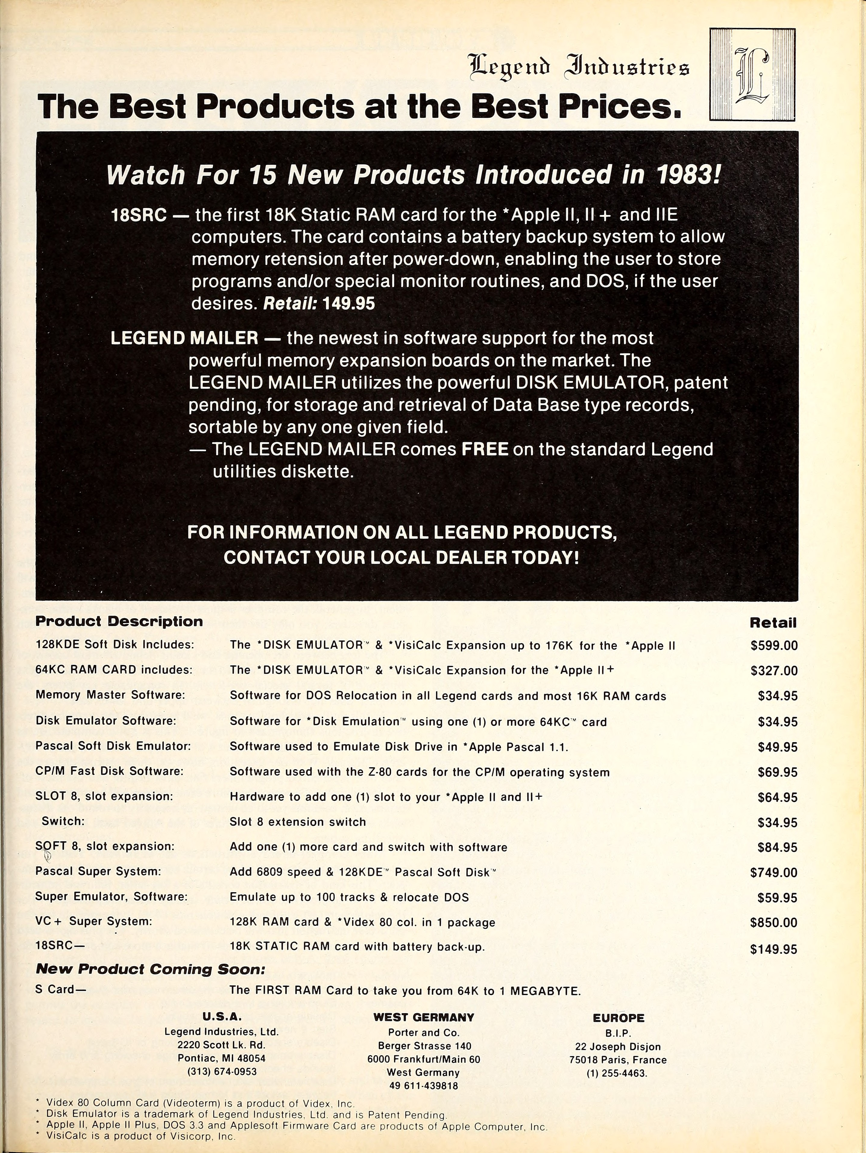 Legend Industries
L
The Best Products at the Best Prices.
Watch For 15 New Products Introduced in 1983!
18SRC — the first 18K Static RAM card for the *Apple II, II + and IIE
computers. The card contains a battery backup system to allow
memory retension after power-down, enabling the user to store
programs and/or special monitor routines, and DOS, if the user
desires. Retail: 149.95
LEGEND MAILER — the newest in software support for the most
powerful memory expansion boards on the market. The
LEGEND MAILER utilizes the powerful DISK EMULATOR, patent
pending, for storage and retrieval of Data Base type records,
sortable by any one given field.
— The LEGEND MAILER comes FREE on the standard Legend
utilities diskette.
FOR INFORMATION ON ALL LEGEND PRODUCTS,
CONTACT YOUR LOCAL DEALER TODAY!
Product Description Retail
128KDE Soft Disk Includes: The *DISK EMULATOR™ & *VisiCalc Expansion up to 176K for the *Apple II $599.00
64KC RAM CARD includes: The *DISK EMULATOR™ & *VisiCalc Expansion for the *Apple II+ $327.00
Memory Master Software: Software for DOS Relocation in all Legend cards and most 16K RAM cards $34.95
Disk Emulator Software: Software for *Disk Emulation™ using one (1) or more 64KC™ card $34.95
Pascal Soft Disk Emulator: Software used to Emulate Disk Drive in *Apple Pascal 1.1. $49.95
CP/M Fast Disk Software: Software used with the Z-80 cards for the CP/M operating system $69.95
SLOT 8, slot expansion: Hardware to add one (1) slot to your *Apple II and II+ $64.95
Switch: Slot 8 extension switch $34.95
SOFT 8, slot expansion: Add one (1) more card and switch with software $84.95
Pascal Super System: Add 6809 speed & 128KDE™ Pascal Soft Disk™ $749.00
Super Emulator, Software: Emulate up to 100 tracks & relocate DOS $59.95
VC+ Super System: 128K RAM card & *Videx 80 col. in 1 package $850.00
18SRC— 18K STATIC RAM card with battery back-up. $149.95
New Product Coming Soon:
S Card— The FIRST RAM Card to take you from 64K to 1 MEGABYTE.
U.S.A.
Legend Industries, Ltd.
2220 Scott Lk. Rd.
Pontiac, MI 48054
(313) 674-0953
WEST GERMANY
Porter and Co.
Berger Strasse 140
6000 Frankfurt/Main 60
West Germany
49 611-439818
EUROPE
B.I.P.
22 Joseph Disjon
75018 Paris, France
(1) 255-4463.
* Videx 80 Column Card (Videoterm) is a product of Videx, Inc.
* Disk Emulator is a trademark of Legend Industries, Ltd. and is Patent Pending.
* Apple II, Apple II Plus, DOS 3.3 and Applesoft Firmware Card are products of Apple Computer, Inc.
* VisiCalc is a product of Visicorp, Inc.